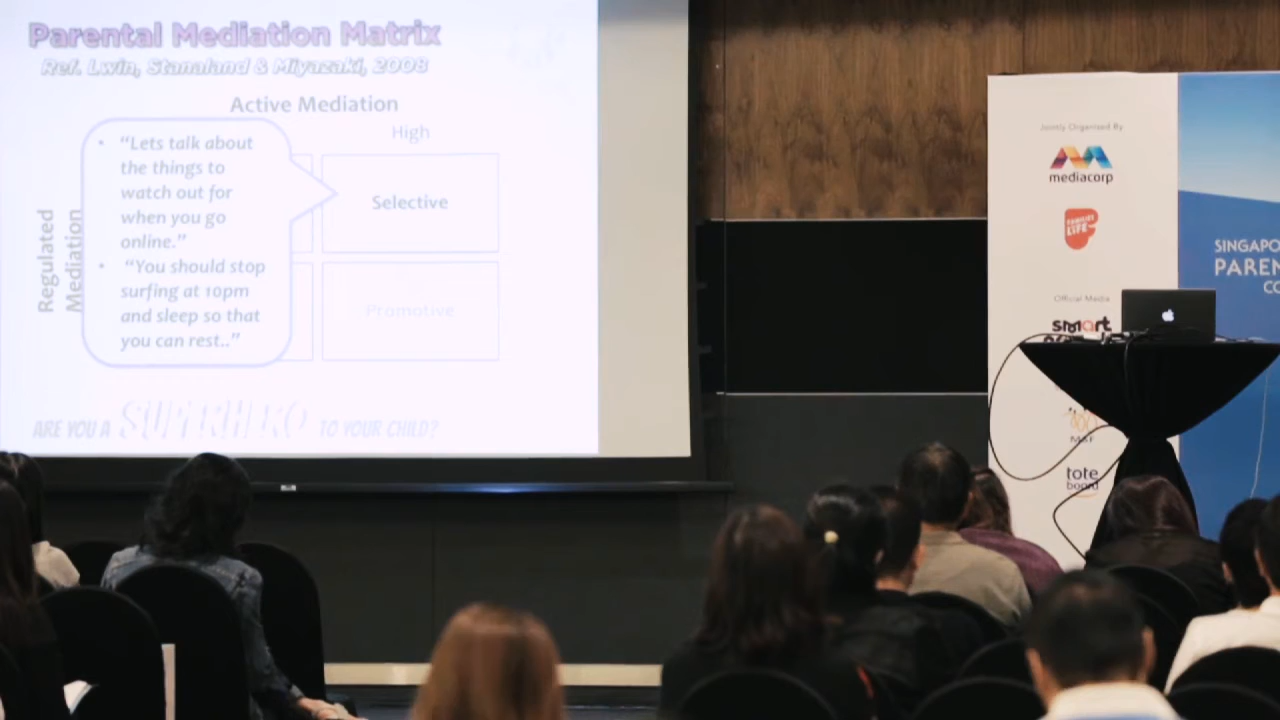 Parental Mediation Matrix
Ref. Lwin, Stanaland & Miyazaki, 2008
Active Mediation
High
Regulated
Mediation
• “Lets talk about
the things to
watch out for
when you go
online.”
• “You should stop
surfing at 10pm
and sleep so that
you can rest..”
Selective
Promotive
ARE YOU A SUPERHERO TO YOUR CHILD?
Jointly Organised By
mediacorp
FAMILIES
LIFE
Official Media
smart
tote
board
SINGAPO
PAREN
CO